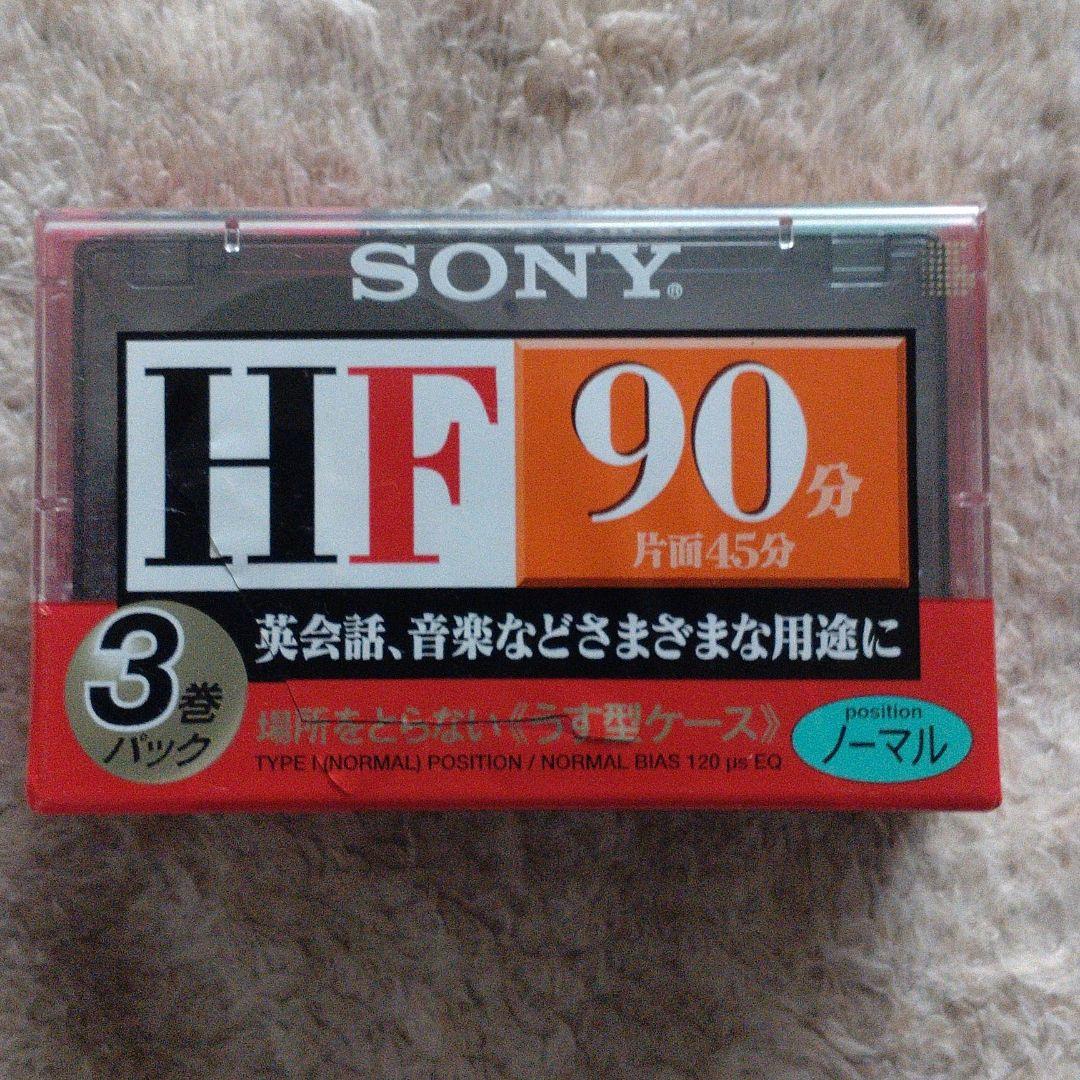 SONY®
HF
90分
片面45分
英会話、音楽などさまざまな用途に
3巻
パック
場所をとらない《うす型ケース》
TYPE I (NORMAL) POSITION / NORMAL BIAS 120 µs EQ
position
ノーマル